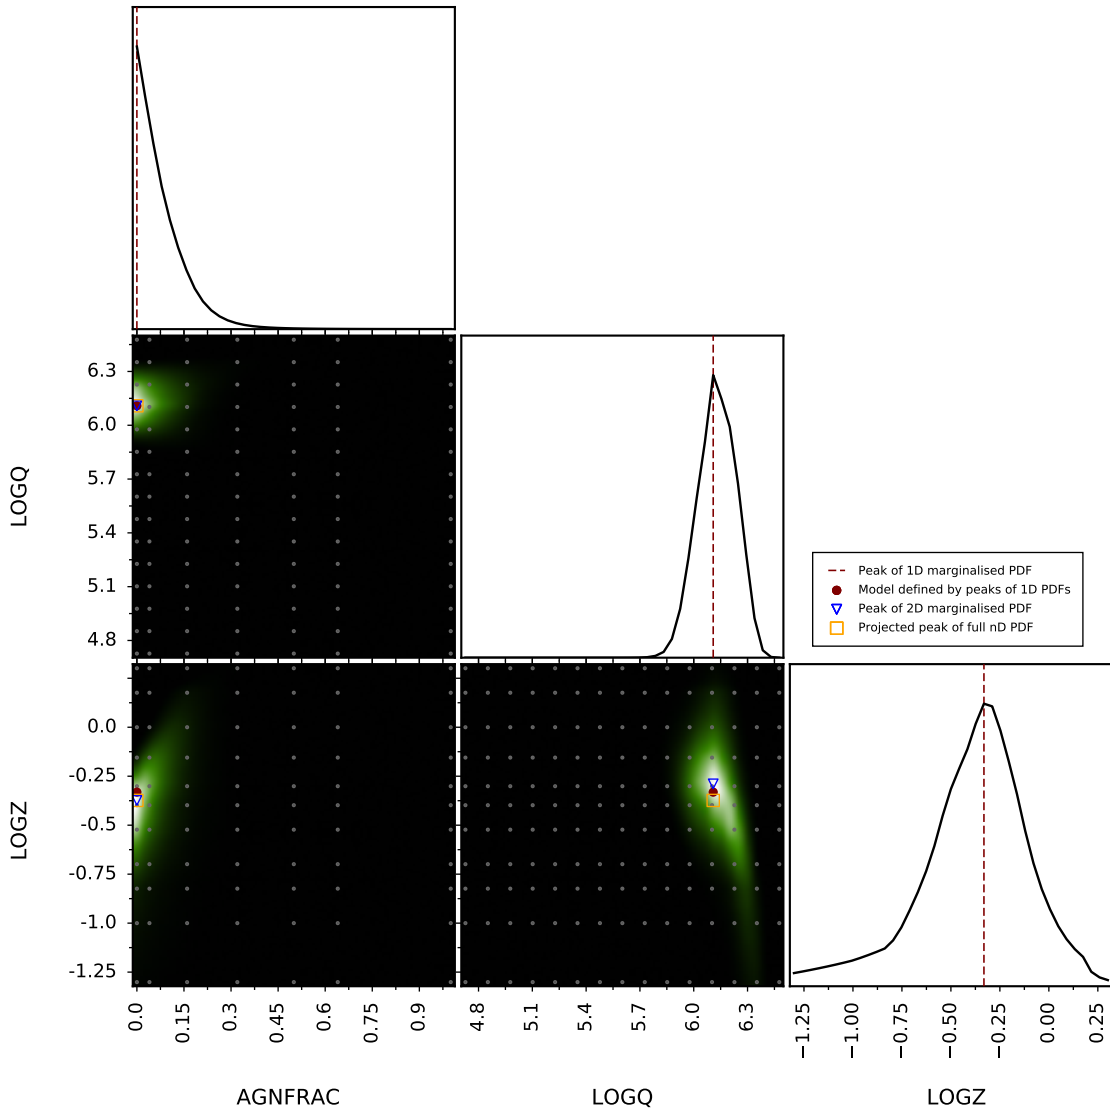 6.3
6.0
5.7
5.4
5.1
4.8
LOGQ
Peak of 1D marginalised PDF
Model defined by peaks of 1D PDFs
Peak of 2D marginalised PDF
Projected peak of full nD PDF
0.0
-0.25
-0.5
-0.75
-1.0
-1.25
LOGZ
0.0 0.15 0.3 0.45 0.6 0.75 0.9
4.8 5.1 5.4 5.7 6.0 6.3
−1.25 −1.00 −0.75 −0.50 −0.25 0.00 0.25
AGNFRAC LOGQ LOGZ